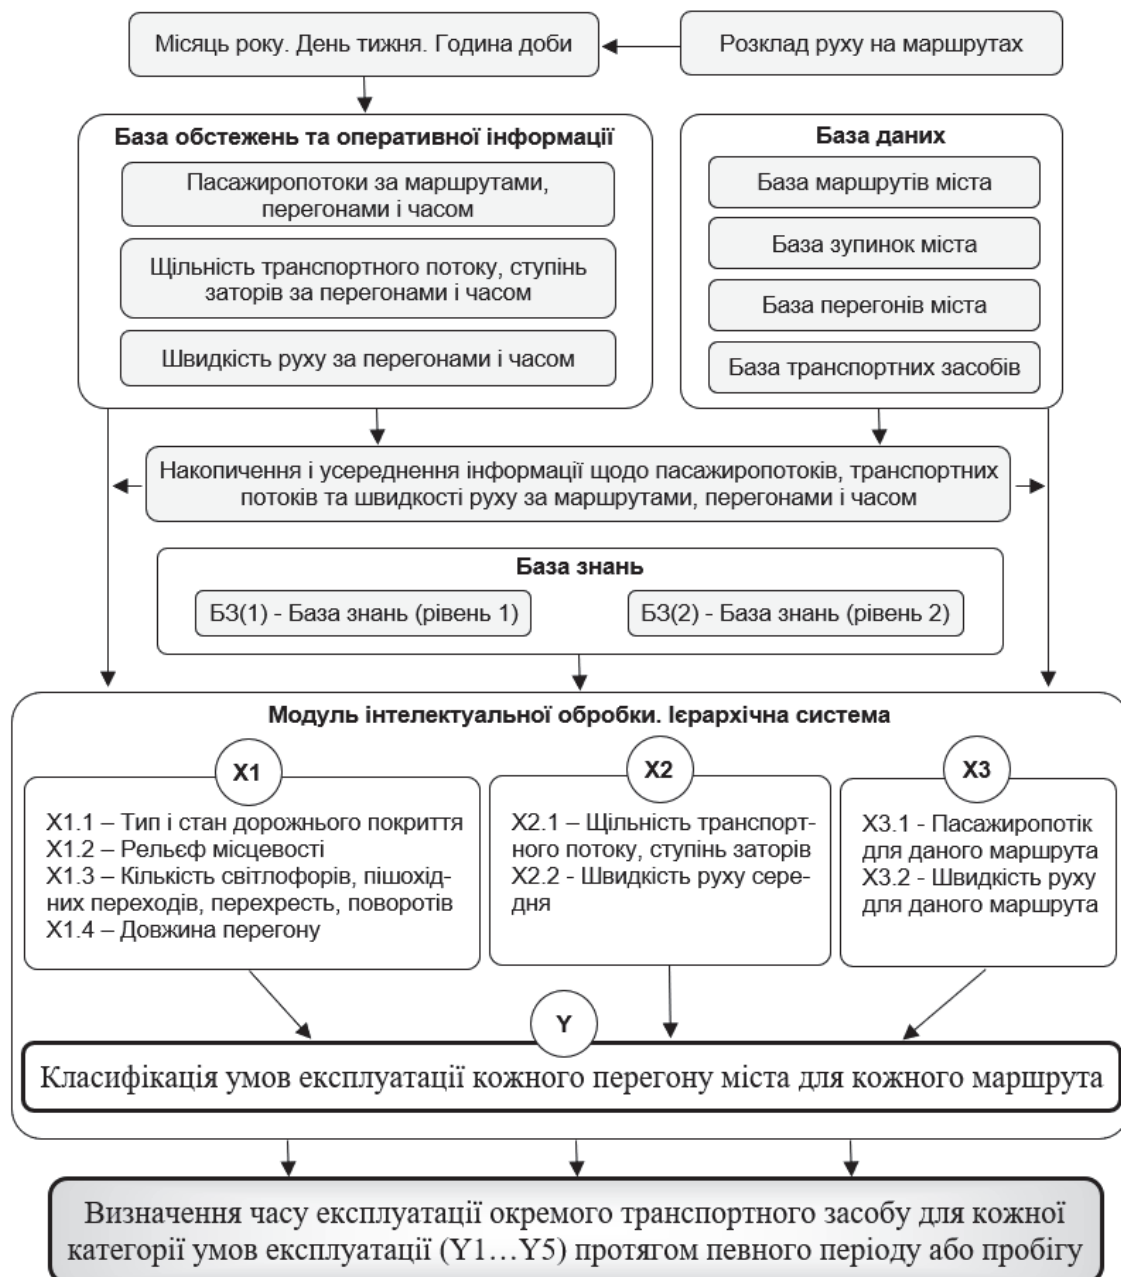 Місяць року. День тижня. Година доби
Розклад руху на маршрутах
База обстежень та оперативної інформації
Пасажиропотоки за маршрутами,
перегонами і часом
Щільність транспортного потоку, ступінь
заторів за перегонами і часом
Швидкість руху за перегонами і часом
База даних
База маршрутів міста
База зупинок міста
База перегонів міста
База транспортних засобів
Накопичення і усереднення інформації щодо пасажиропотоків, транспортних
потоків та швидкості руху за маршрутами, перегонами і часом
База знань
БЗ(1) - База знань (рівень 1)
БЗ(2) - База знань (рівень 2)
Модуль інтелектуальної обробки. Ієрархічна система
X1
X1.1 – Тип і стан дорожнього покриття
X1.2 – Рельєф місцевості
X1.3 – Кількість світлофорів, пішохід-
них переходів, перехресть, поворотів
X1.4 – Довжина перегону
X2
X2.1 – Щільність транспорт-
ного потоку, ступінь заторів
X2.2 - Швидкість руху сере-
дня
X3
X3.1 - Пасажиропотік
для даного маршрута
X3.2 - Швидкість руху
для даного маршрута
Y
Класифікація умов експлуатації кожного перегону міста для кожного маршрута
Визначення часу експлуатації окремого транспортного засобу для кожної
категорії умов експлуатації (Y1…Y5) протягом певного періоду або пробігу